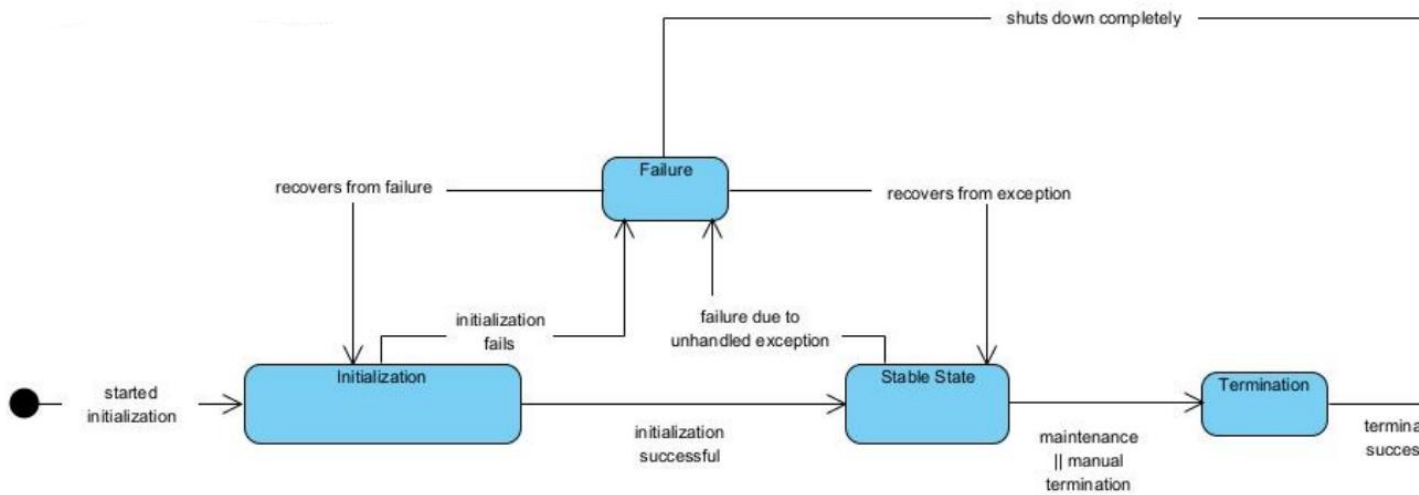 shuts down completely
Failure
recovers from failure
recovers from exception
initialization
fails
failure due to
unhandled exception
Initialization
Stable State
Termination
started
initialization
initialization
successful
maintenance
|| manual
termination